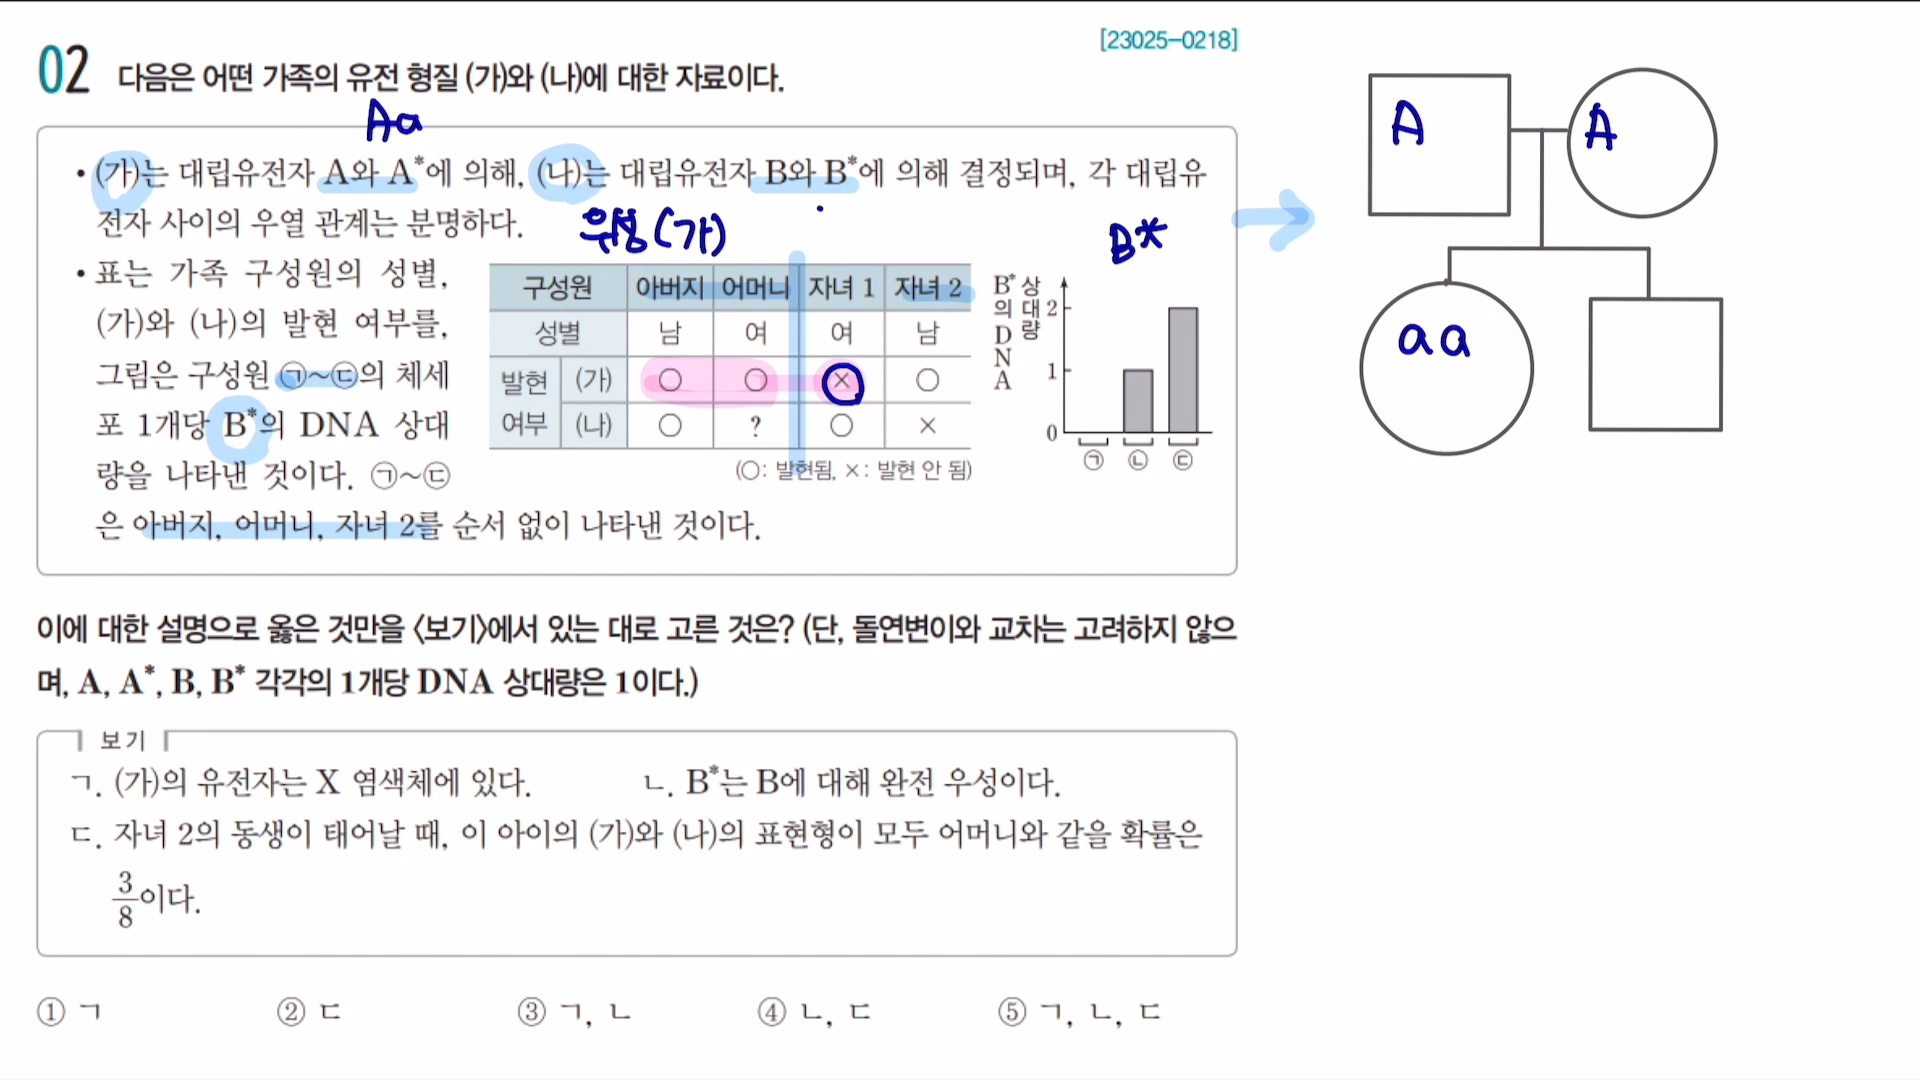 [23025-0218]
02 다음은 어떤 가족의 유전 형질 (가)와 (나)에 대한 자료이다.
Aa
• (가)는 대립유전자 A와 A*에 의해, (나)는 대립유전자 B와 B*에 의해 결정되며, 각 대립유
전자 사이의 우열 관계는 분명하다.
우성(가)
B*
• 표는 가족 구성원의 성별,
(가)와 (나)의 발현 여부를,
그림은 구성원 ㉠~㉢의 체세
포 1개당 B*의 DNA 상대
량을 나타낸 것이다. ㉠~㉢
은 아버지, 어머니, 자녀 2를 순서 없이 나타낸 것이다.
구성원 아버지 어머니 자녀 1 자녀 2
성별 남 여 여 남
발현 여부 (가) ○ ○ × ○
(나) ○ ? ○ ×
(○: 발현됨, ×: 발현 안 됨)
B*의 DNA 상대량
2
1
0
㉠ ㉡ ㉢
A A
aa
이에 대한 설명으로 옳은 것만을 〈보기〉에서 있는 대로 고른 것은? (단, 돌연변이와 교차는 고려하지 않으
며, A, A*, B, B* 각각의 1개당 DNA 상대량은 1이다.)
보기
ㄱ. (가)의 유전자는 X 염색체에 있다. ㄴ. B*는 B에 대해 완전 우성이다.
ㄷ. 자녀 2의 동생이 태어날 때, 이 아이의 (가)와 (나)의 표현형이 모두 어머니와 같을 확률은
3/8이다.
① ㄱ ② ㄷ ③ ㄱ, ㄴ ④ ㄴ, ㄷ ⑤ ㄱ, ㄴ, ㄷ